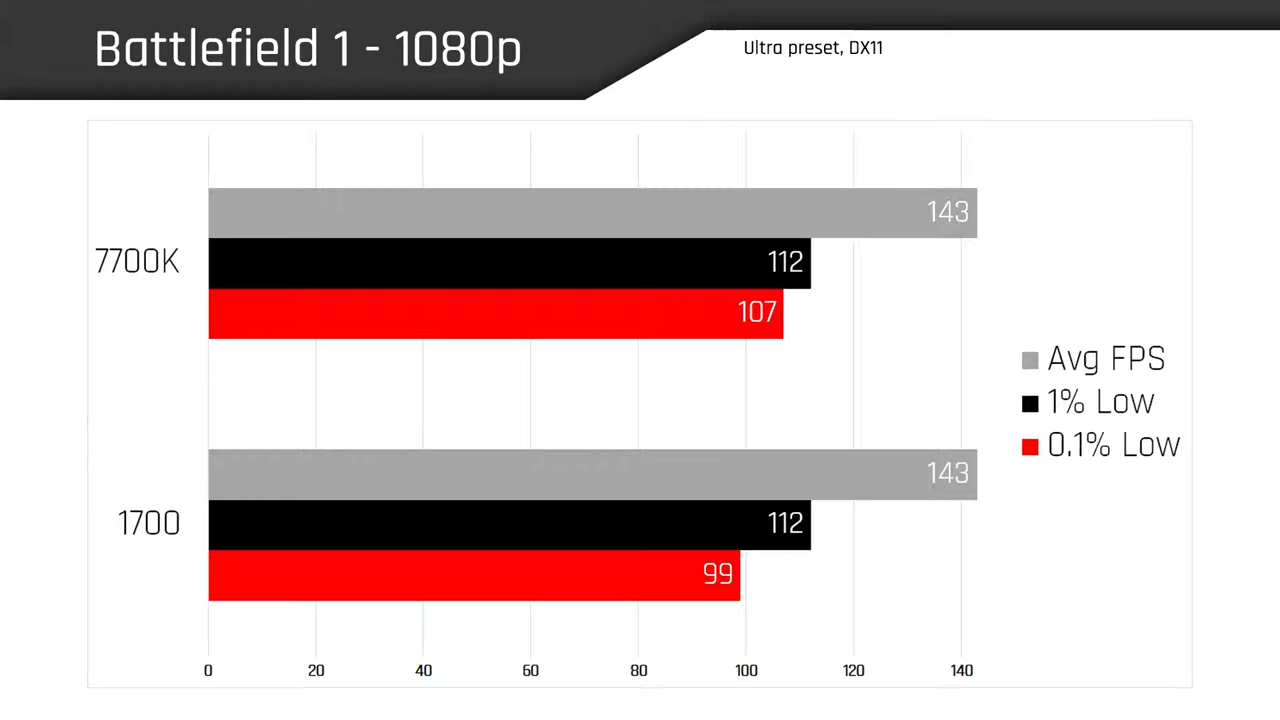 Battlefield 1 - 1080p
Ultra preset, DX11
7700K
143
112
107
1700
143
112
99
Avg FPS
1% Low
0.1% Low
0 20 40 60 80 100 120 140